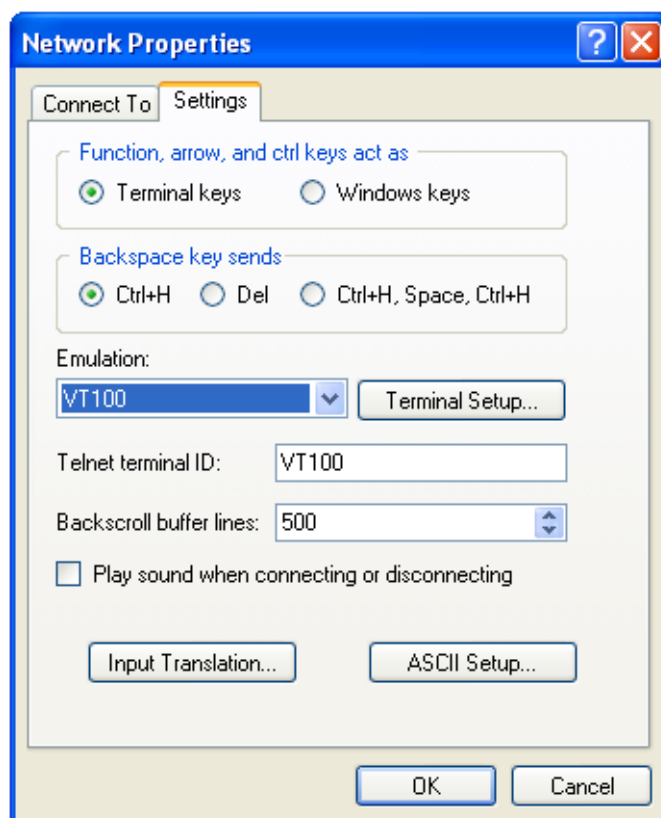 Network Properties
Connect To Settings
Function, arrow, and ctrl keys act as
Terminal keys Windows keys
Backspace key sends
Ctrl+H Del Ctrl+H, Space, Ctrl+H
Emulation:
VT100 Terminal Setup...
Telnet terminal ID: VT100
Backscroll buffer lines: 500
Play sound when connecting or disconnecting
Input Translation... ASCII Setup...
OK Cancel